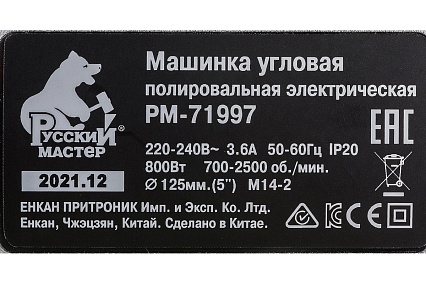 Машинка угловая
полировальная электрическая
РМ-71997
РУССКИЙ
МАСТЕР
2021.12
220-240В~ 3.6А 50-60Гц IP20
800Вт 700-2500 об./мин.
Ø 125мм.(5") М14-2
ЕНКАН ПРИТРОНИК Имп. и Эксп. Ко. Лтд.
Енкан, Чжэцзян, Китай. Сделано в Китае.
EAC
CE